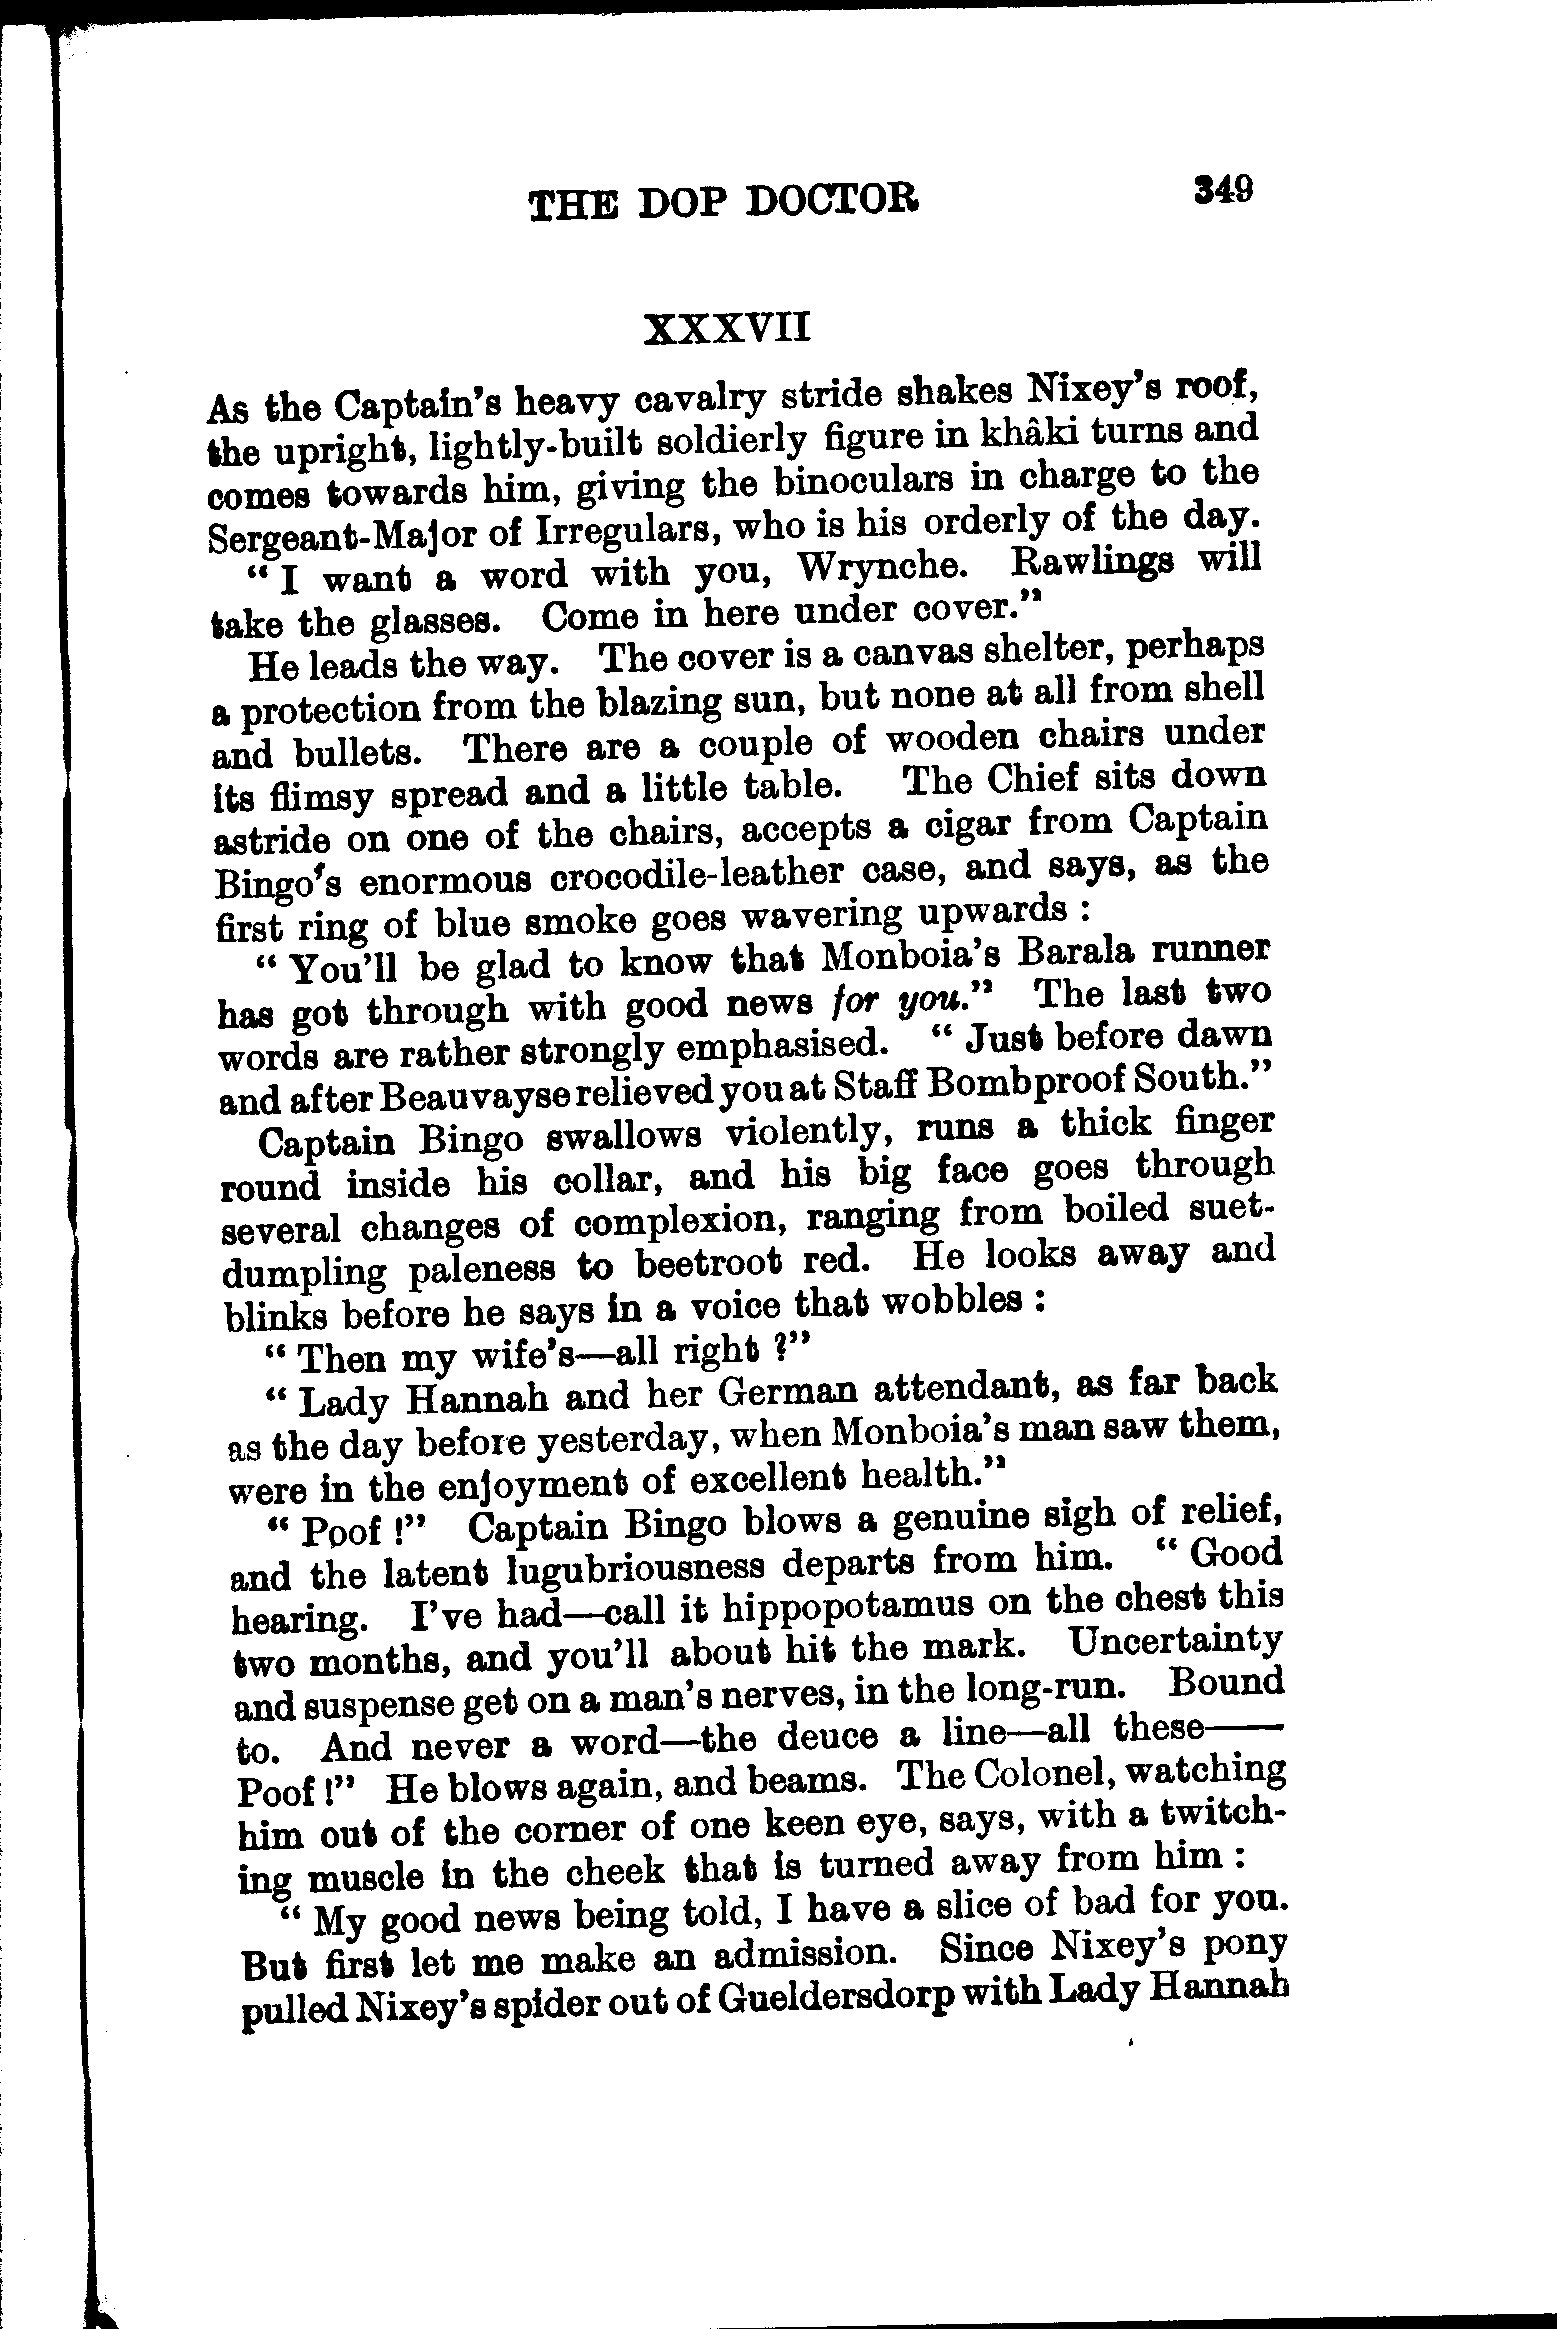 THE DOP DOCTOR 349
XXXVII
As the Captain's heavy cavalry stride shakes Nixey's roof,
the upright, lightly-built soldierly figure in khâki turns and
comes towards him, giving the binoculars in charge to the
Sergeant-Major of Irregulars, who is his orderly of the day.
“ I want a word with you, Wrynche. Rawlings will
take the glasses. Come in here under cover.”
He leads the way. The cover is a canvas shelter, perhaps
a protection from the blazing sun, but none at all from shell
and bullets. There are a couple of wooden chairs under
its flimsy spread and a little table. The Chief sits down
astride on one of the chairs, accepts a cigar from Captain
Bingo's enormous crocodile-leather case, and says, as the
first ring of blue smoke goes wavering upwards :
“ You'll be glad to know that Monboia's Barala runner
has got through with good news for you.” The last two
words are rather strongly emphasised. “ Just before dawn
and after Beauvayse relieved you at Staff Bombproof South.”
Captain Bingo swallows violently, runs a thick finger
round inside his collar, and his big face goes through
several changes of complexion, ranging from boiled suet-
dumpling paleness to beetroot red. He looks away and
blinks before he says in a voice that wobbles :
“ Then my wife's—all right ?”
“ Lady Hannah and her German attendant, as far back
as the day before yesterday, when Monboia's man saw them,
were in the enjoyment of excellent health.”
“ Poof !” Captain Bingo blows a genuine sigh of relief,
and the latent lugubriousness departs from him. “ Good
hearing. I've had—call it hippopotamus on the chest this
two months, and you'll about hit the mark. Uncertainty
and suspense get on a man's nerves, in the long-run. Bound
to. And never a word—the deuce a line—all these——
Poof !” He blows again, and beams. The Colonel, watching
him out of the corner of one keen eye, says, with a twitch-
ing muscle in the cheek that is turned away from him :
“ My good news being told, I have a slice of bad for you.
But first let me make an admission. Since Nixey's pony
pulled Nixey's spider out of Gueldersdorp with Lady Hannah